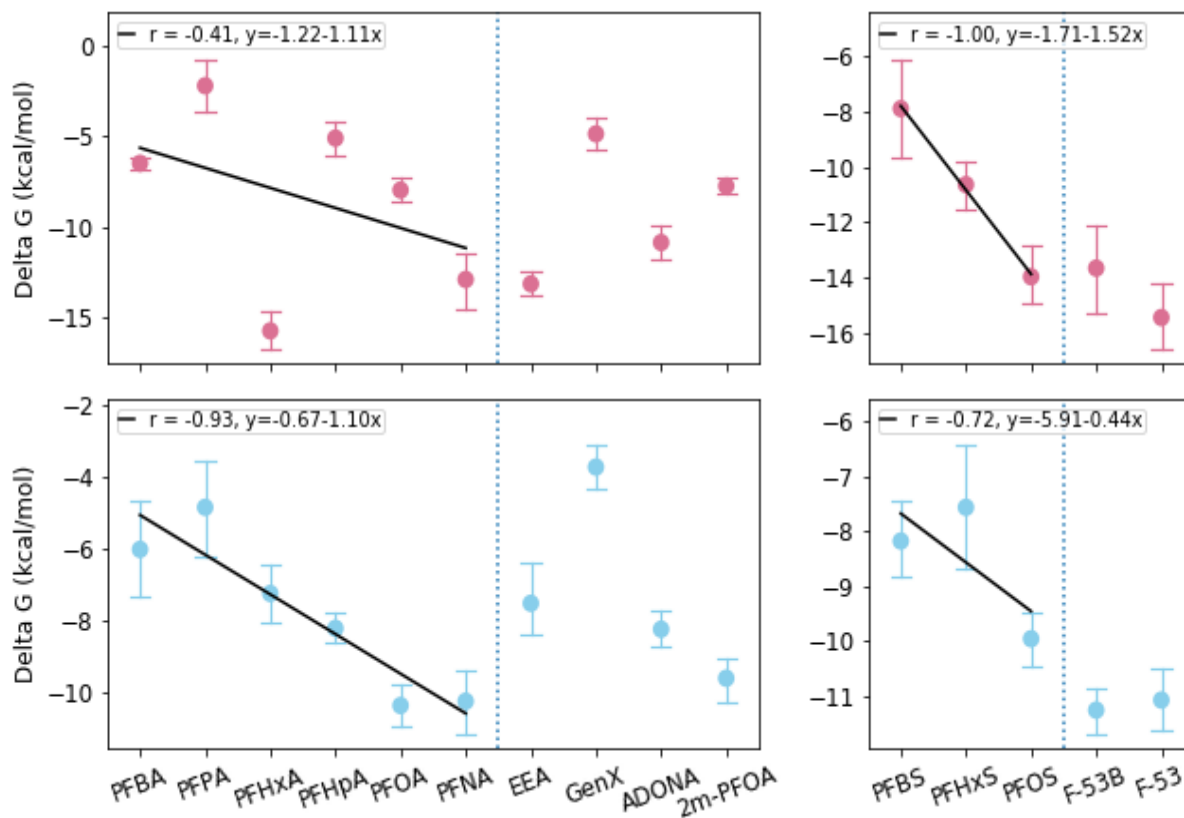 r = -0.41, y=-1.22-1.11x
r = -1.00, y=-1.71-1.52x
Delta G (kcal/mol)
0
−5
−10
−15
−6
−8
−10
−12
−14
−16
r = -0.93, y=-0.67-1.10x
r = -0.72, y=-5.91-0.44x
Delta G (kcal/mol)
−2
−4
−6
−8
−10
−6
−7
−8
−9
−10
−11
PFBA
PFPA
PFHxA
PFHpA
PFOA
PFNA
EEA
GenX
ADONA
2m-PFOA
PFBS
PFHxS
PFOS
F-53B
F-53